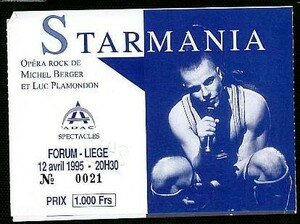 STARMANIA
OPÉRA ROCK DE
MICHEL BERGER
ET LUC PLAMONDON
ADAC
SPECTACLES
FORUM - LIEGE
12 avril 1995 - 20H30
№ 0021
PRIX 1.000 Frs